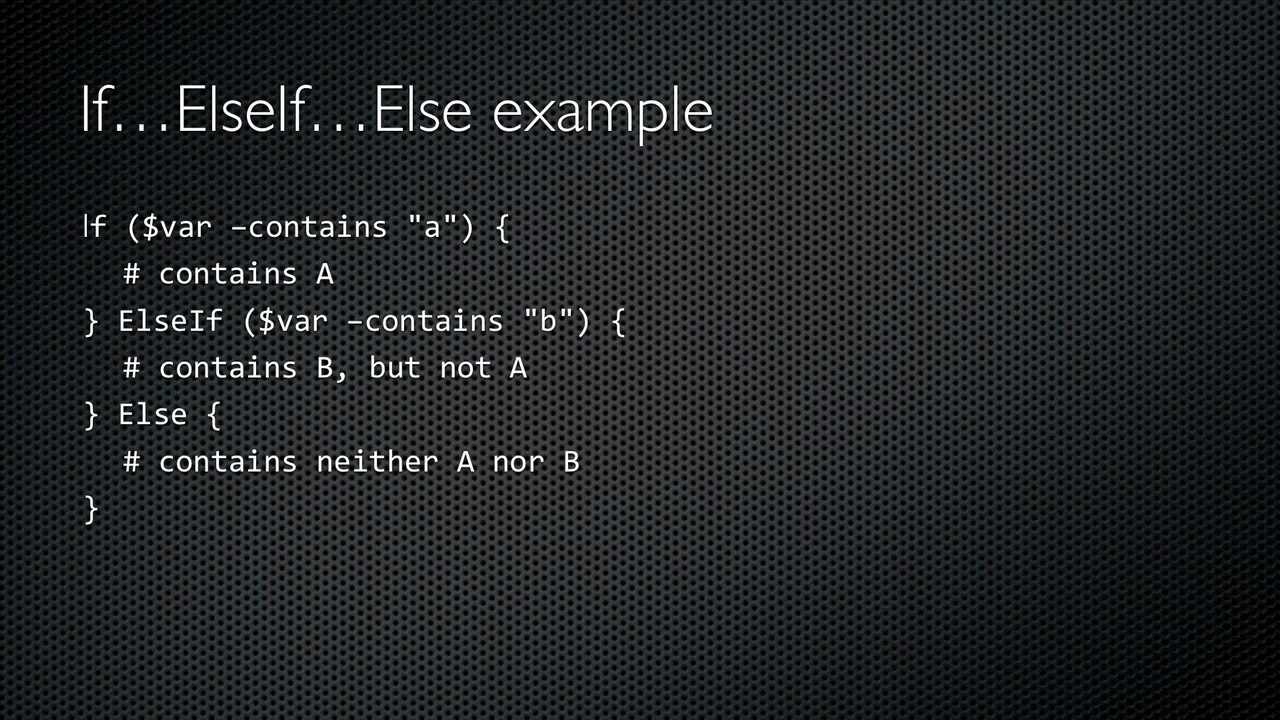 If…ElseIf…Else example
If ($var –contains "a") {
# contains A
} ElseIf ($var –contains "b") {
# contains B, but not A
} Else {
# contains neither A nor B
}